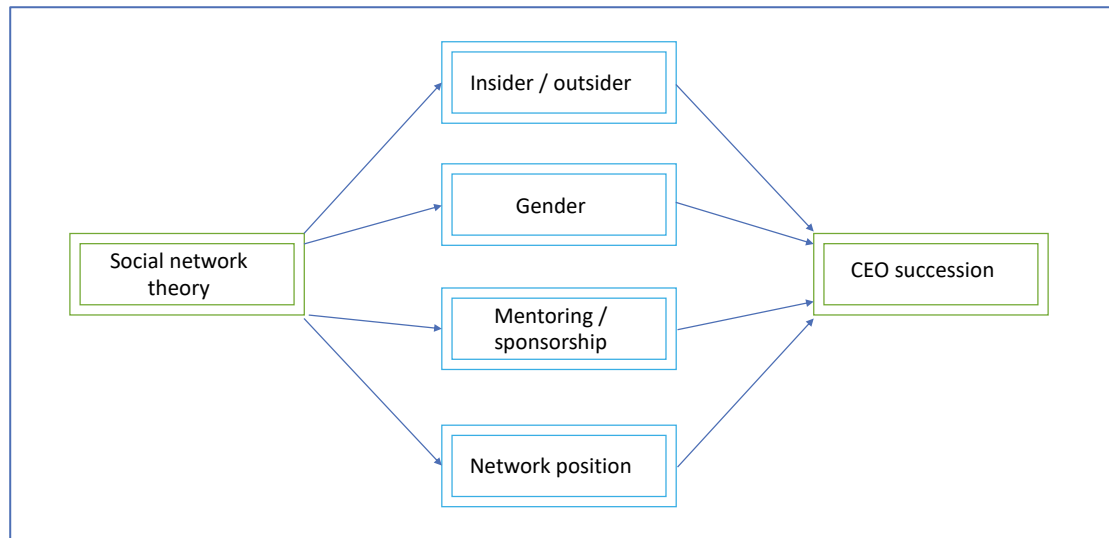 Insider / outsider
Gender
Social network
theory
CEO succession
Mentoring /
sponsorship
Network position